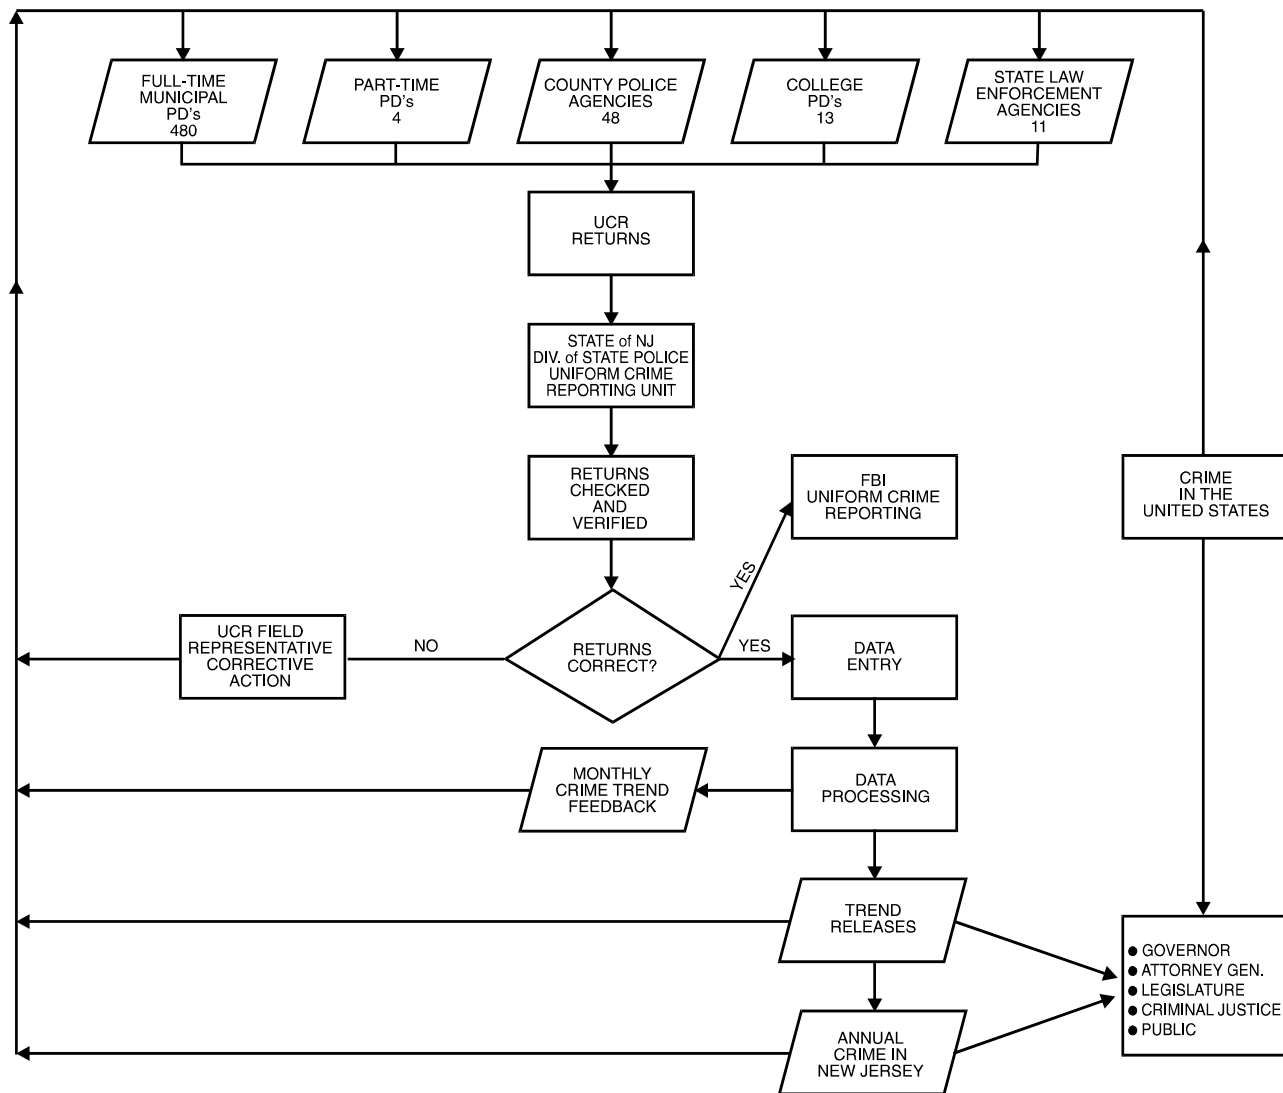 FULL-TIME
MUNICIPAL
PD's
480
PART-TIME
PD's
4
COUNTY POLICE
AGENCIES
48
COLLEGE
PD's
13
STATE LAW
ENFORCEMENT
AGENCIES
11
UCR
RETURNS
STATE of NJ
DIV. of STATE POLICE
UNIFORM CRIME
REPORTING UNIT
RETURNS
CHECKED
AND
VERIFIED
FBI
UNIFORM CRIME
REPORTING
CRIME
IN THE
UNITED STATES
YES
UCR FIELD
REPRESENTATIVE
CORRECTIVE
ACTION
NO
RETURNS
CORRECT?
YES
DATA
ENTRY
MONTHLY
CRIME TREND
FEEDBACK
DATA
PROCESSING
TREND
RELEASES
● GOVERNOR
● ATTORNEY GEN.
● LEGISLATURE
● CRIMINAL JUSTICE
● PUBLIC
ANNUAL
CRIME IN
NEW JERSEY